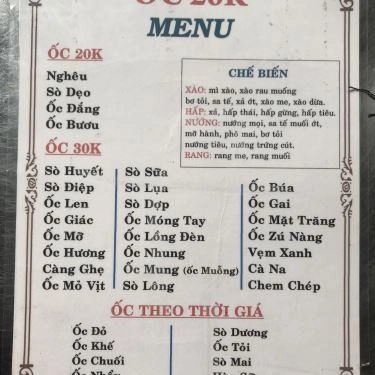 ỐC 20K
MENU
ỐC 20K
Nghêu
Sò Dẹo
Ốc Đắng
Ốc Bươu
CHẾ BIẾN
XÀO: mì xào, xào rau muống
bơ tỏi, sa tế, xả ớt, xào me, xào dừa.
HẤP: xả, hấp thái, hấp gừng, hấp tiêu.
NƯỚNG: nướng mọi, sa tế muối ớt,
mỡ hành, phô mai, bơ tỏi
nướng tiêu, nướng trứng cút.
RANG: rang me, rang muối
ỐC 30K
Sò Huyết
Sò Điệp
Ốc Len
Ốc Giác
Ốc Mỡ
Ốc Hương
Càng Ghẹ
Ốc Mỏ Vịt
Sò Sữa
Sò Lụa
Sò Dợp
Ốc Móng Tay
Ốc Lồng Đèn
Ốc Nhung
Ốc Mung (ốc Muỗng)
Sò Lông
Ốc Búa
Ốc Gai
Ốc Mặt Trăng
Ốc Zú Nàng
Vẹm Xanh
Cà Na
Chem Chép
ỐC THEO THỜI GIÁ
Ốc Đỏ
Ốc Khế
Ốc Chuối
Ốc Nhảy
Sò Dương
Ốc Tỏi
Sò Mai